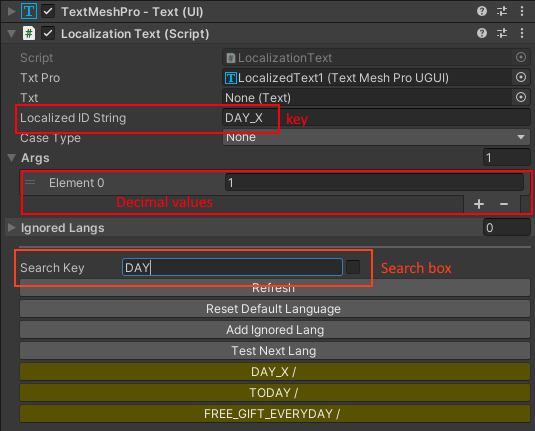 TextMeshPro - Text (UI)
# Localization Text (Script)
Script LocalizationText
Txt Pro LocalizedText1 (Text Mesh Pro UGUI)
Txt None (Text)
Localized ID String DAY_X key
Case Type None
Args 1
Element 0 1
Decimal values
+ −
Ignored Langs 0
Search Key DAY Search box
Refresh
Reset Default Language
Add Ignored Lang
Test Next Lang
DAY_X /
TODAY /
FREE_GIFT_EVERYDAY /